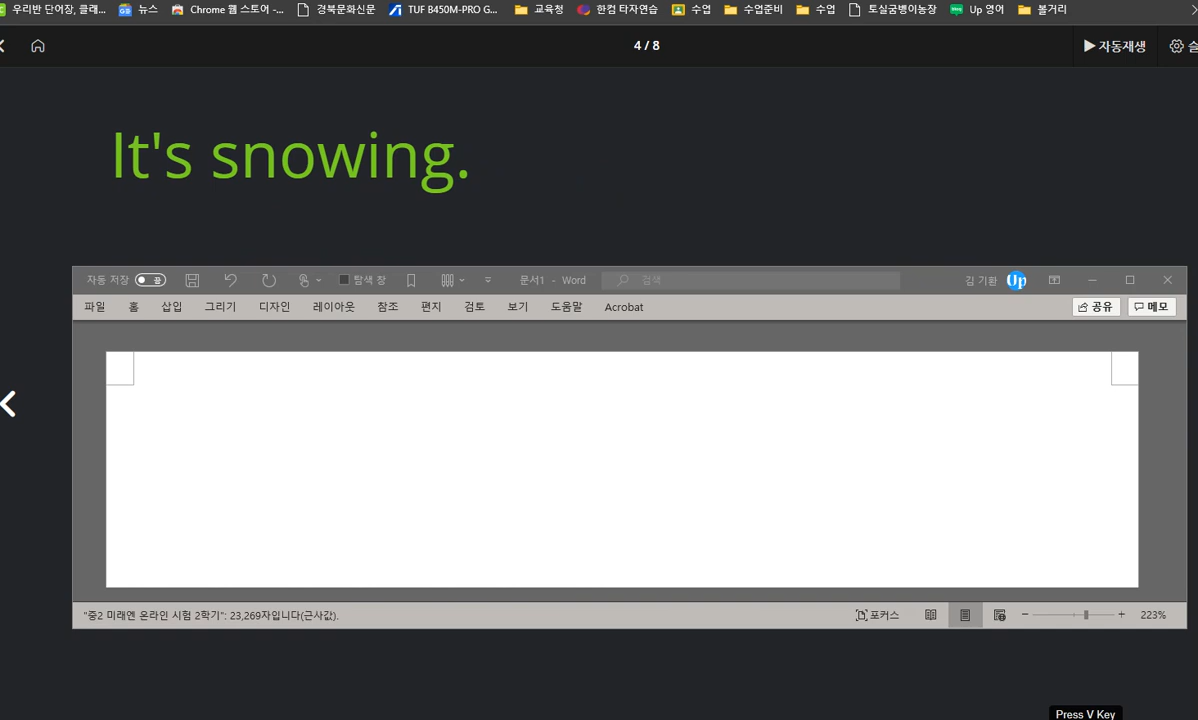 우리반 단어장, 클래... 뉴스 Chrome 웹 스토어 -... 경북문화신문 TUF B450M-PRO G... 교육청 한컴 타자연습 수업 수업준비 수업 토실굼벵이농장 Up 영어 볼거리
4 / 8 자동재생
It's snowing.
자동 저장 끔 탐색 창 문서1 - Word 검색 김 기환 Up
파일 홈 삽입 그리기 디자인 레이아웃 참조 편지 검토 보기 도움말 Acrobat 공유 메모
"중2 미래엔 온라인 시험 2학기": 23,269자입니다(근사값). 포커스 223%
Press V Key